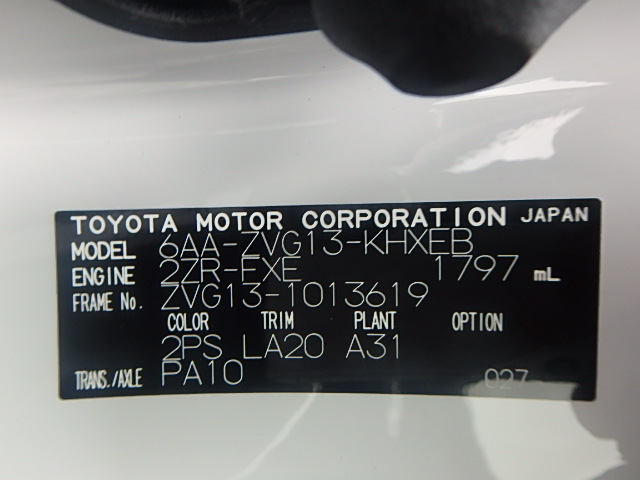 TOYOTA MOTOR CORPORATION JAPAN
MODEL 6AA-ZVG13-KHXEB
ENGINE 2ZR-FXE 1797 mL
FRAME No. ZVG13-1013619
COLOR TRIM PLANT OPTION
2PS LA20 A31
TRANS./AXLE PA10 027